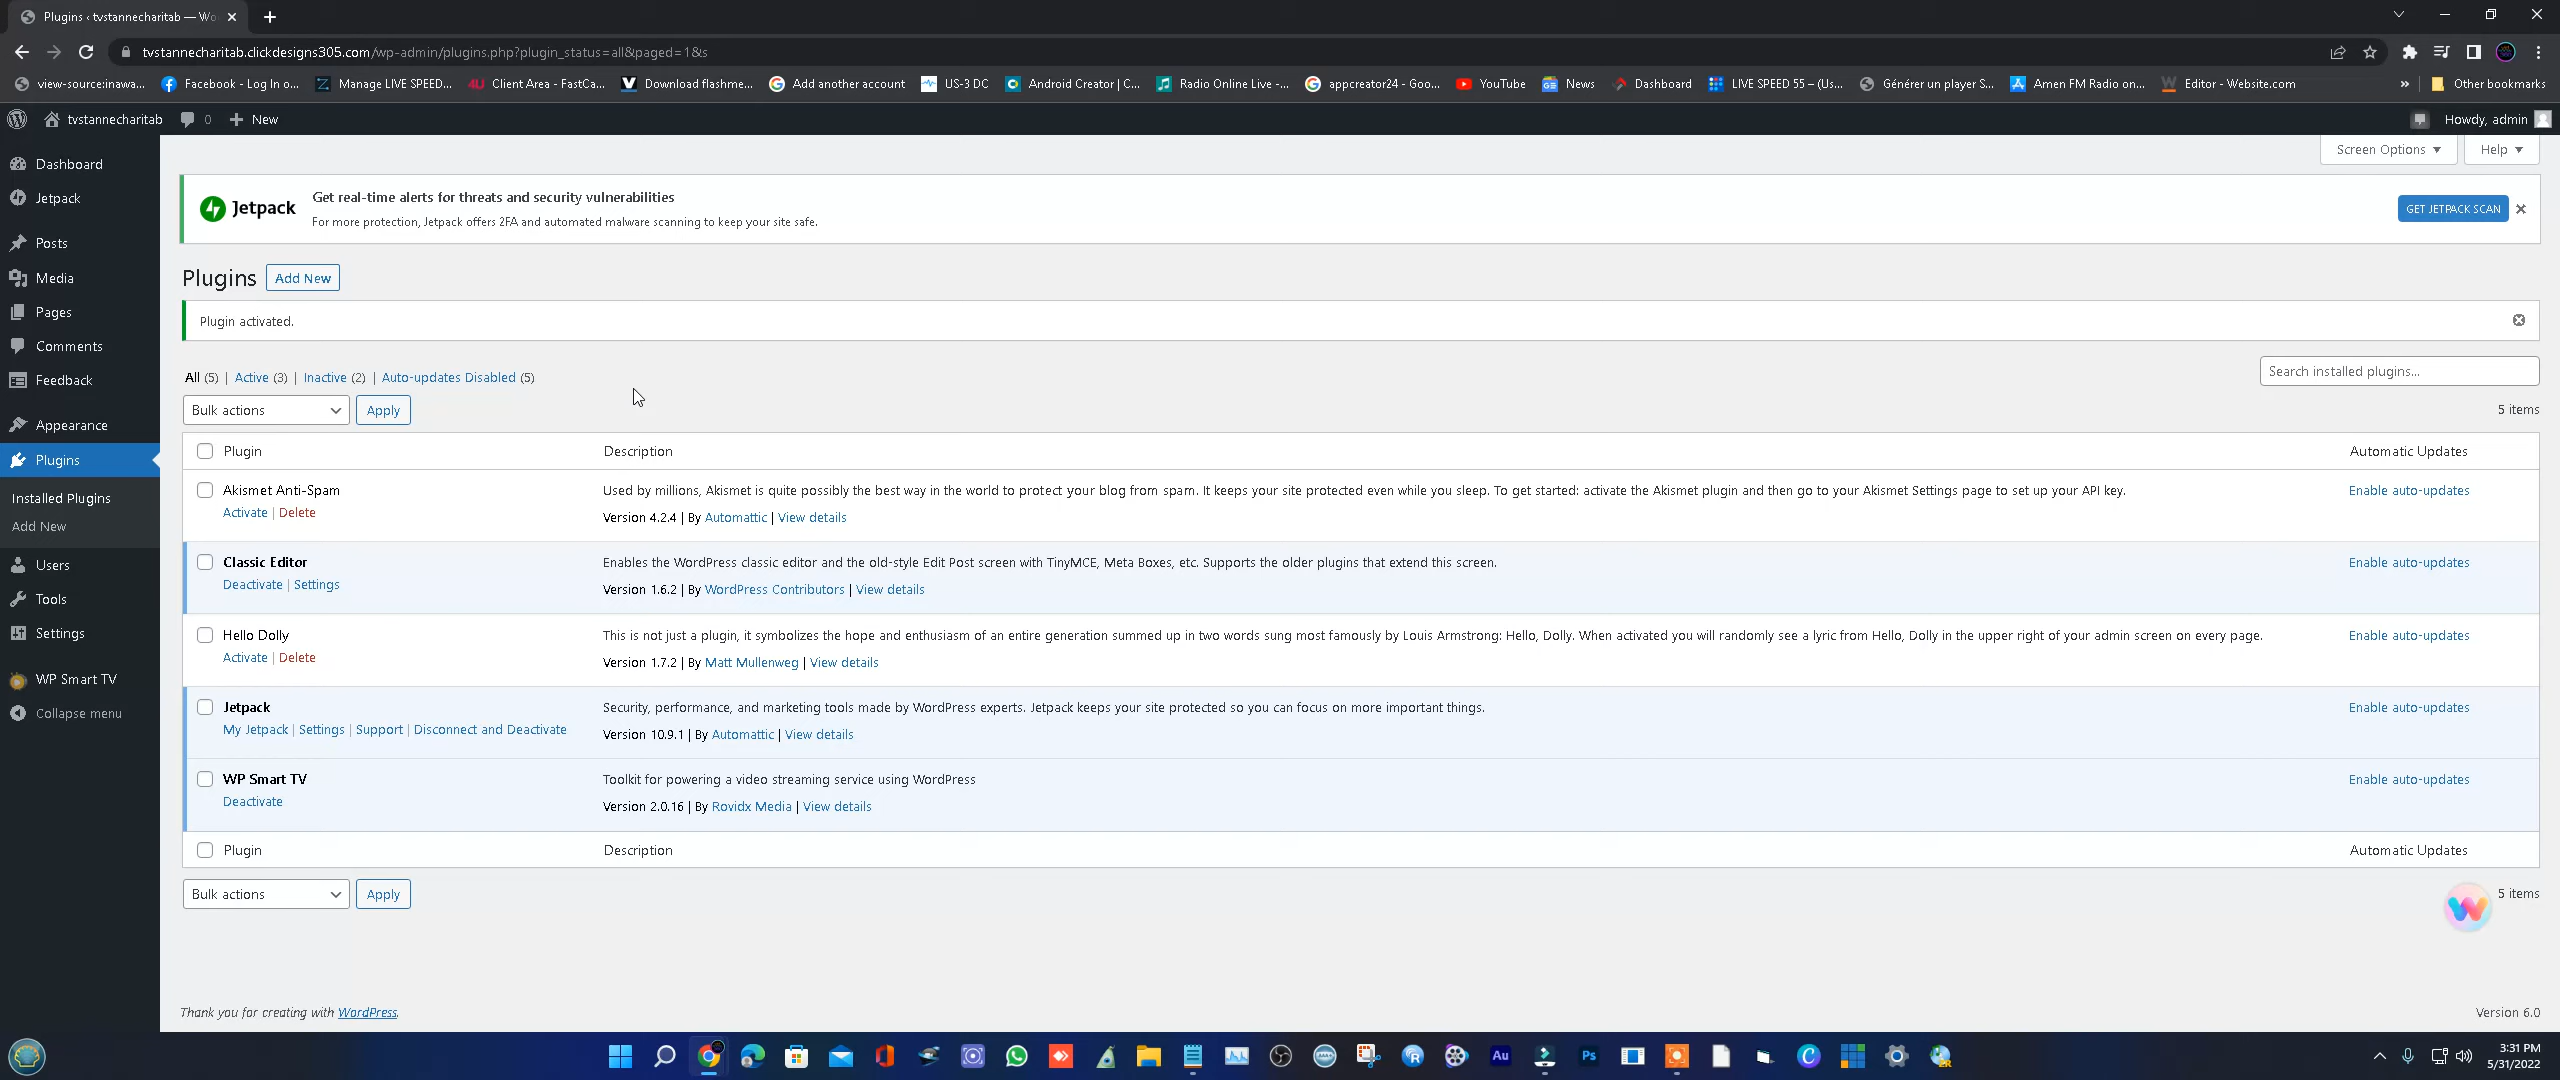 Plugins ‹ tvstannecharitab — Wo
tvstannecharitab.clickdesigns305.com/wp-admin/plugins.php?plugin_status=all&paged=1&s
view-source:inawa... Facebook - Log In o... Manage LIVE SPEED... 4U Client Area - FastCa... Download flashme... Add another account US-3 DC Android Creator | C... Radio Online Live -... appcreator24 - Goo... YouTube News Dashboard LIVE SPEED 55 – (Us... Générer un player S... Amen FM Radio on... Editor - Website.com » Other bookmarks
tvstannecharitab 0 New Howdy, admin
Screen Options Help
Dashboard
Jetpack
Posts
Media
Pages
Comments
Feedback
Appearance
Plugins
Installed Plugins
Add New
Users
Tools
Settings
WP Smart TV
Collapse menu
Jetpack
Get real-time alerts for threats and security vulnerabilities
For more protection, Jetpack offers 2FA and automated malware scanning to keep your site safe.
GET JETPACK SCAN
Plugins Add New
Plugin activated.
All (5) | Active (3) | Inactive (2) | Auto-updates Disabled (5)
Search installed plugins...
Bulk actions Apply
5 items
Plugin Description Automatic Updates
Akismet Anti-Spam Used by millions, Akismet is quite possibly the best way in the world to protect your blog from spam. It keeps your site protected even while you sleep. To get started: activate the Akismet plugin and then go to your Akismet Settings page to set up your API key. Enable auto-updates
Activate | Delete
Version 4.2.4 | By Automattic | View details
Classic Editor Enables the WordPress classic editor and the old-style Edit Post screen with TinyMCE, Meta Boxes, etc. Supports the older plugins that extend this screen. Enable auto-updates
Deactivate | Settings
Version 1.6.2 | By WordPress Contributors | View details
Hello Dolly This is not just a plugin, it symbolizes the hope and enthusiasm of an entire generation summed up in two words sung most famously by Louis Armstrong: Hello, Dolly. When activated you will randomly see a lyric from Hello, Dolly in the upper right of your admin screen on every page. Enable auto-updates
Activate | Delete
Version 1.7.2 | By Matt Mullenweg | View details
Jetpack Security, performance, and marketing tools made by WordPress experts. Jetpack keeps your site protected so you can focus on more important things. Enable auto-updates
My Jetpack | Settings | Support | Disconnect and Deactivate
Version 10.9.1 | By Automattic | View details
WP Smart TV Toolkit for powering a video streaming service using WordPress Enable auto-updates
Deactivate
Version 2.0.16 | By Rovidx Media | View details
Plugin Description Automatic Updates
Bulk actions Apply
5 items
Thank you for creating with WordPress.
Version 6.0
Au Ps
3:31 PM
5/31/2022